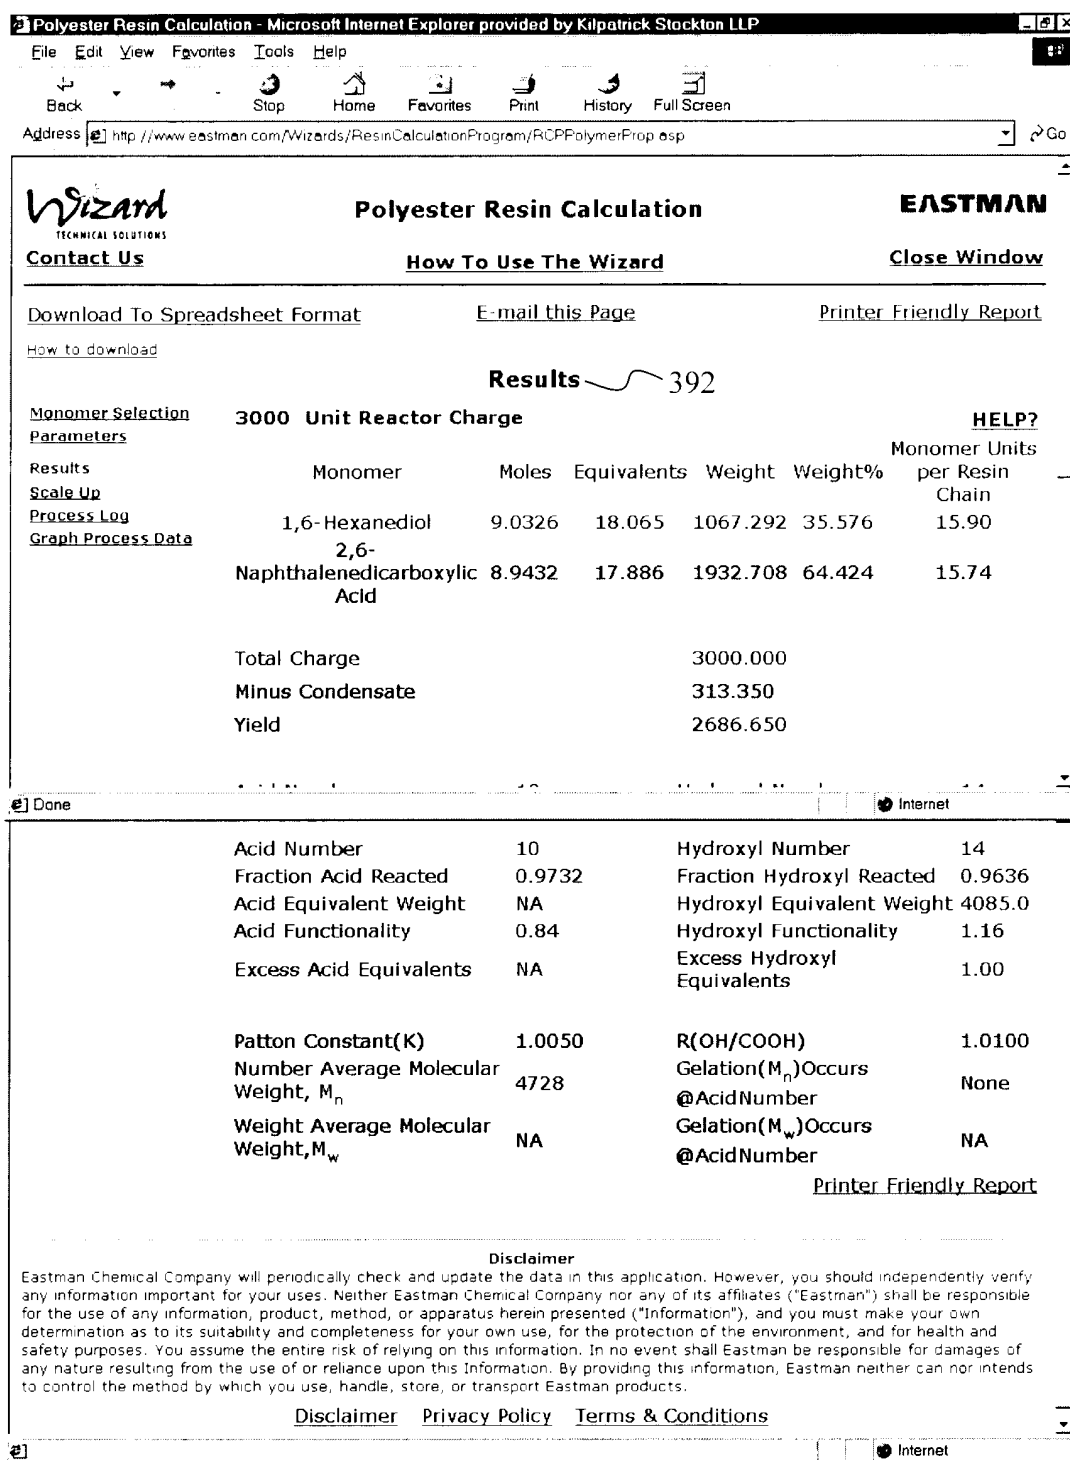 Polyester Resin Calculation - Microsoft Internet Explorer provided by Kilpatrick Stockton LLP
File Edit View Favorites Tools Help
Back Stop Home Favorites Print History Full Screen
Address http://www.eastman.com/Wizards/ResinCalculationProgram/RCPPolymerProp.asp Go
Wizard
TECHNICAL SOLUTIONS
Polyester Resin Calculation
EASTMAN
Contact Us How To Use The Wizard Close Window
Download To Spreadsheet Format E-mail this Page Printer Friendly Report
How to download
Results 392
Monomer Selection
Parameters
Results
Scale Up
Process Log
Graph Process Data
3000 Unit Reactor Charge HELP?
Monomer Moles Equivalents Weight Weight% Monomer Units per Resin Chain
1,6-Hexanediol 9.0326 18.065 1067.292 35.576 15.90
2,6-
Naphthalenedicarboxylic 8.9432 17.886 1932.708 64.424 15.74
Acid
Total Charge 3000.000
Minus Condensate 313.350
Yield 2686.650
Done Internet
Acid Number 10 Hydroxyl Number 14
Fraction Acid Reacted 0.9732 Fraction Hydroxyl Reacted 0.9636
Acid Equivalent Weight NA Hydroxyl Equivalent Weight 4085.0
Acid Functionality 0.84 Hydroxyl Functionality 1.16
Excess Acid Equivalents NA Excess Hydroxyl Equivalents 1.00
Patton Constant(K) 1.0050 R(OH/COOH) 1.0100
Number Average Molecular Weight, Mn 4728 Gelation(Mn)Occurs @AcidNumber None
Weight Average Molecular Weight,Mw NA Gelation(Mw)Occurs @AcidNumber NA
Printer Friendly Report
Disclaimer
Eastman Chemical Company will periodically check and update the data in this application. However, you should independently verify
any information important for your uses. Neither Eastman Chemical Company nor any of its affiliates ("Eastman") shall be responsible
for the use of any information, product, method, or apparatus herein presented ("Information"), and you must make your own
determination as to its suitability and completeness for your own use, for the protection of the environment, and for health and
safety purposes. You assume the entire risk of relying on this information. In no event shall Eastman be responsible for damages of
any nature resulting from the use of or reliance upon this Information. By providing this information, Eastman neither can nor intends
to control the method by which you use, handle, store, or transport Eastman products.
Disclaimer Privacy Policy Terms & Conditions
Internet